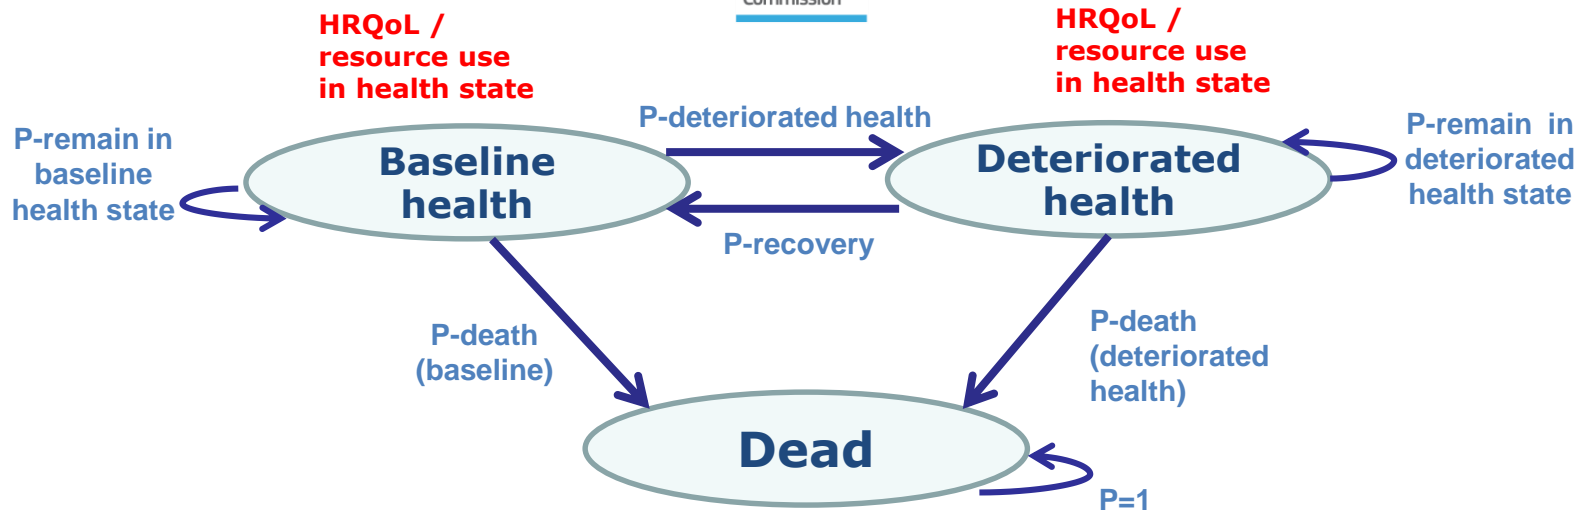 Commission
HRQoL /
resource use
in health state
HRQoL /
resource use
in health state
P-remain in
baseline
health state
Baseline
health
P-deteriorated health
P-recovery
Deteriorated
health
P-remain in
deteriorated
health state
P-death
(baseline)
P-death
(deteriorated
health)
Dead
P=1